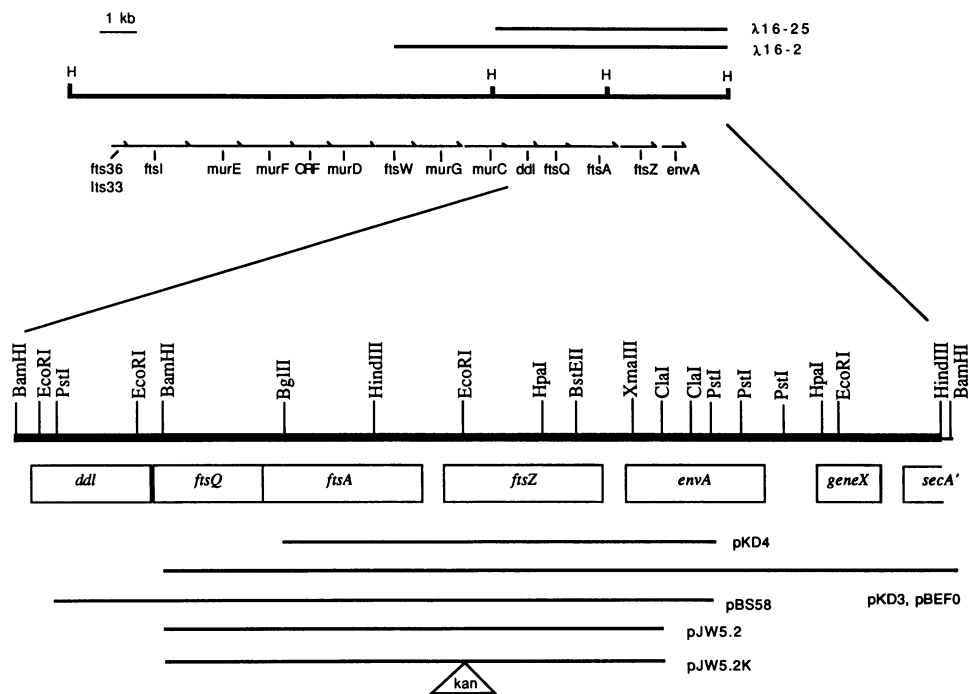 1 kb
λ16-25
λ16-2
H H H H
fts36 ftsI murE murF ORF murD ftsW murG murC ddl ftsQ ftsA ftsZ envA
lts33
BamHI EcoRI PstI EcoRI BamHI BglII HindIII EcoRI HpaI BstEII XmaIII ClaI ClaI PstI PstI PstI HpaI EcoRI HindIII BamHI
ddl ftsQ ftsA ftsZ envA geneX secA'
pKD4
pKD3, pBEF0
pBS58
pJW5.2
pJW5.2K
kan